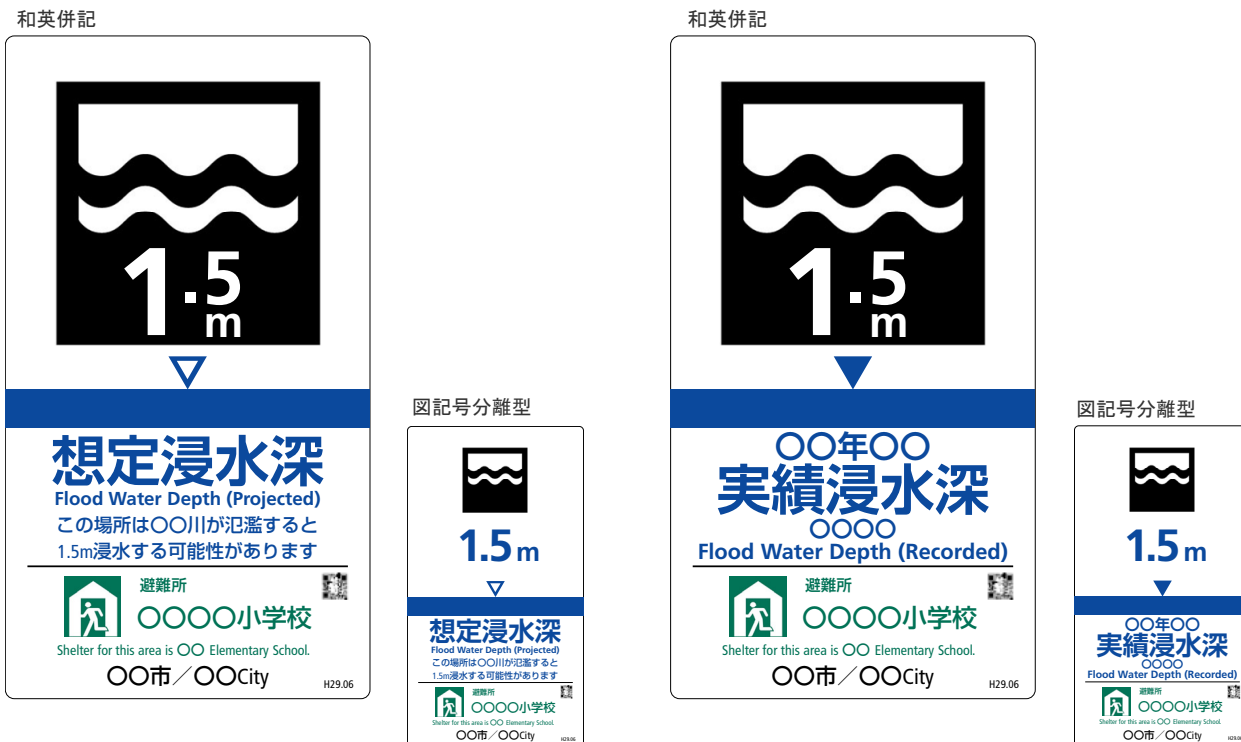 和英併記
1.5
m
想定浸水深
Flood Water Depth (Projected)
この場所は〇〇川が氾濫すると
1.5m浸水する可能性があります
避難所
〇〇〇〇小学校
Shelter for this area is 〇〇 Elementary School.
〇〇市／〇〇City
H29.06
図記号分離型
1.5 m
想定浸水深
Flood Water Depth (Projected)
この場所は〇〇川が氾濫すると
1.5m浸水する可能性があります
避難所
〇〇〇〇小学校
Shelter for this area is 〇〇 Elementary School.
〇〇市／〇〇City
H29.06
和英併記
1.5
m
〇〇年〇〇
実績浸水深
〇〇〇〇
Flood Water Depth (Recorded)
避難所
〇〇〇〇小学校
Shelter for this area is 〇〇 Elementary School.
〇〇市／〇〇City
H29.06
図記号分離型
1.5 m
〇〇年〇〇
実績浸水深
〇〇〇〇
Flood Water Depth (Recorded)
避難所
〇〇〇〇小学校
Shelter for this area is 〇〇 Elementary School.
〇〇市／〇〇City
H29.06